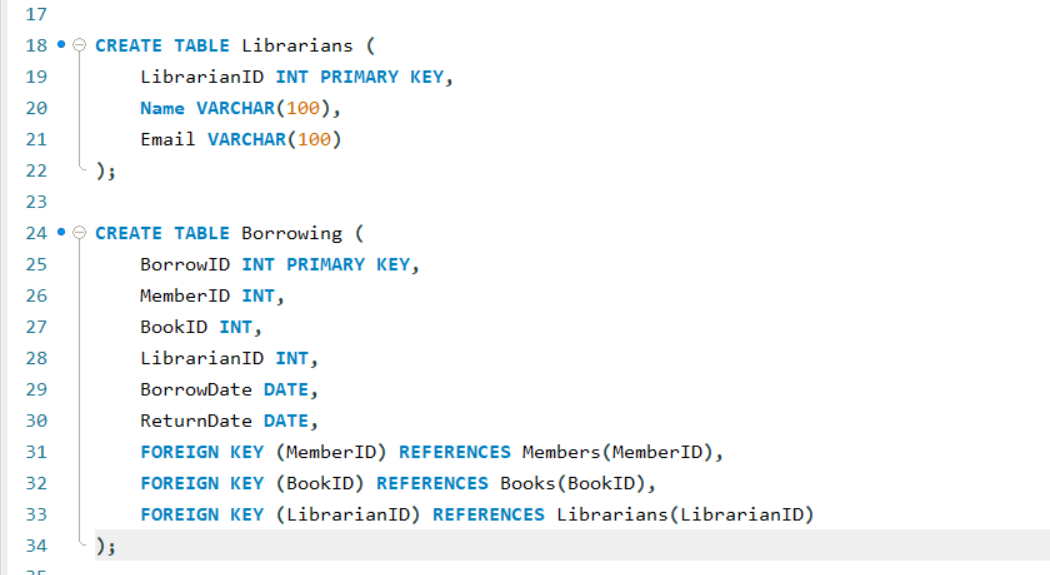 17
18 CREATE TABLE Librarians (
19 LibrarianID INT PRIMARY KEY,
20 Name VARCHAR(100),
21 Email VARCHAR(100)
22 );
23
24 CREATE TABLE Borrowing (
25 BorrowID INT PRIMARY KEY,
26 MemberID INT,
27 BookID INT,
28 LibrarianID INT,
29 BorrowDate DATE,
30 ReturnDate DATE,
31 FOREIGN KEY (MemberID) REFERENCES Members(MemberID),
32 FOREIGN KEY (BookID) REFERENCES Books(BookID),
33 FOREIGN KEY (LibrarianID) REFERENCES Librarians(LibrarianID)
34 );